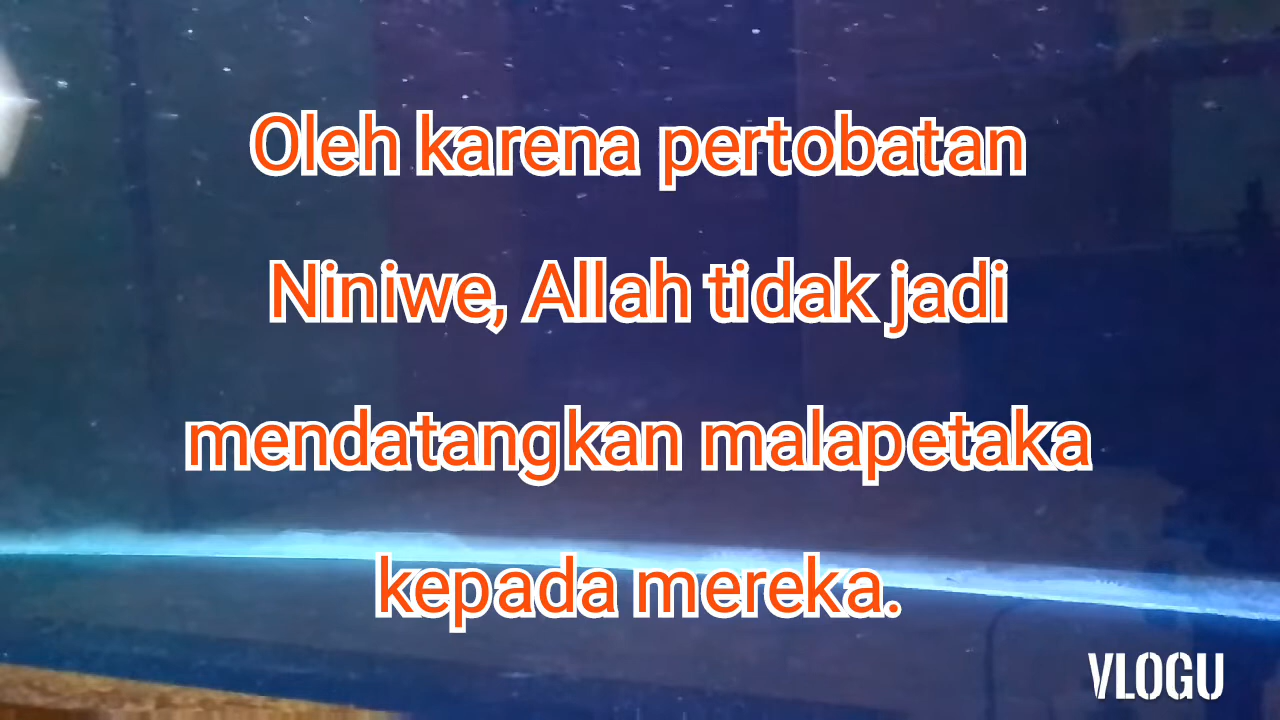 Oleh karena pertobatan
Niniwe, Allah tidak jadi
mendatangkan malapetaka
kepada mereka.
VLOGU